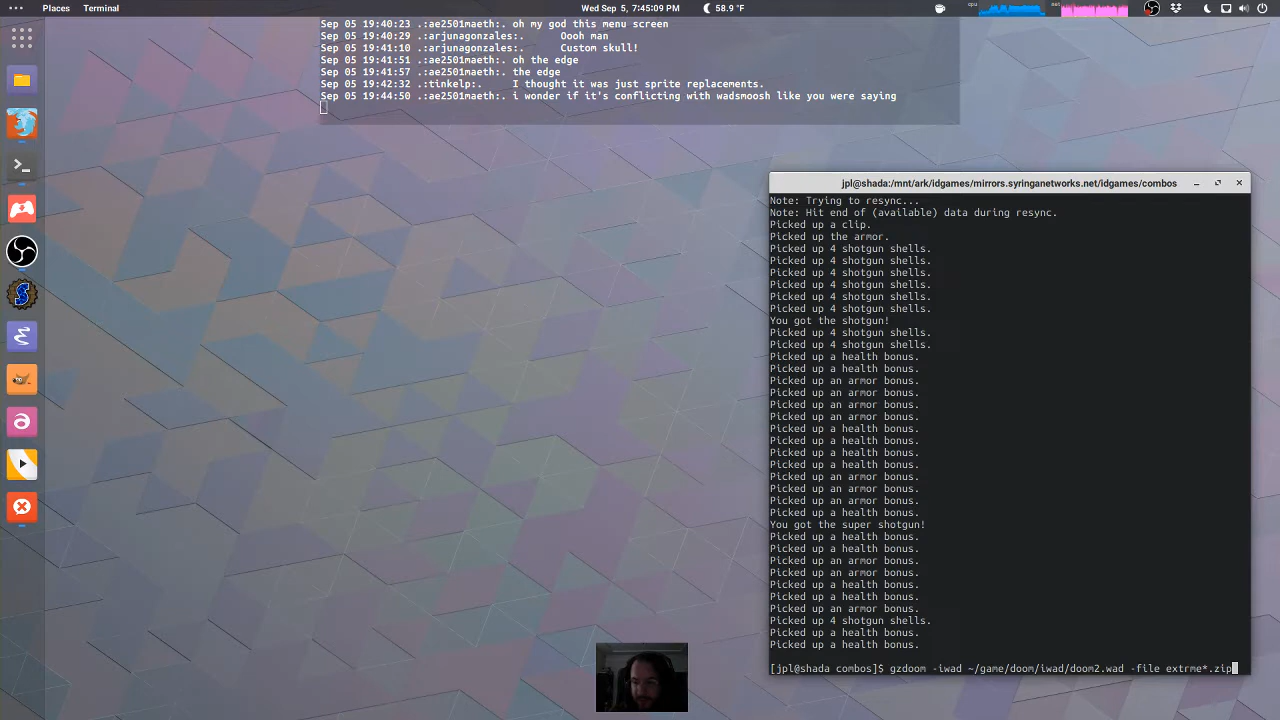 Places Terminal Wed Sep 5, 7:45:09 PM 58.9 °F cpu net
Sep 05 19:40:23 .:ae2501maeth:. oh my god this menu screen
Sep 05 19:40:29 .:arjunagonzales:. Oooh man
Sep 05 19:41:10 .:arjunagonzales:. Custom skull!
Sep 05 19:41:51 .:ae2501maeth:. oh the edge
Sep 05 19:41:57 .:ae2501maeth:. the edge
Sep 05 19:42:32 .:tinkelp:. I thought it was just sprite replacements.
Sep 05 19:44:50 .:ae2501maeth:. i wonder if it's conflicting with wadsmoosh like you were saying
jpl@shada:/mnt/ark/idgames/mirrors.syringanetworks.net/idgames/combos
Note: Trying to resync...
Note: Hit end of (available) data during resync.
Picked up a clip.
Picked up the armor.
Picked up 4 shotgun shells.
Picked up 4 shotgun shells.
Picked up 4 shotgun shells.
Picked up 4 shotgun shells.
Picked up 4 shotgun shells.
Picked up 4 shotgun shells.
You got the shotgun!
Picked up 4 shotgun shells.
Picked up 4 shotgun shells.
Picked up a health bonus.
Picked up a health bonus.
Picked up an armor bonus.
Picked up an armor bonus.
Picked up an armor bonus.
Picked up an armor bonus.
Picked up a health bonus.
Picked up a health bonus.
Picked up a health bonus.
Picked up a health bonus.
Picked up an armor bonus.
Picked up an armor bonus.
Picked up an armor bonus.
Picked up a health bonus.
You got the super shotgun!
Picked up a health bonus.
Picked up a health bonus.
Picked up an armor bonus.
Picked up an armor bonus.
Picked up a health bonus.
Picked up a health bonus.
Picked up an armor bonus.
Picked up 4 shotgun shells.
Picked up a health bonus.
Picked up a health bonus.
[jpl@shada combos]$ gzdoom -iwad ~/game/doom/iwad/doom2.wad -file extrme*.zip